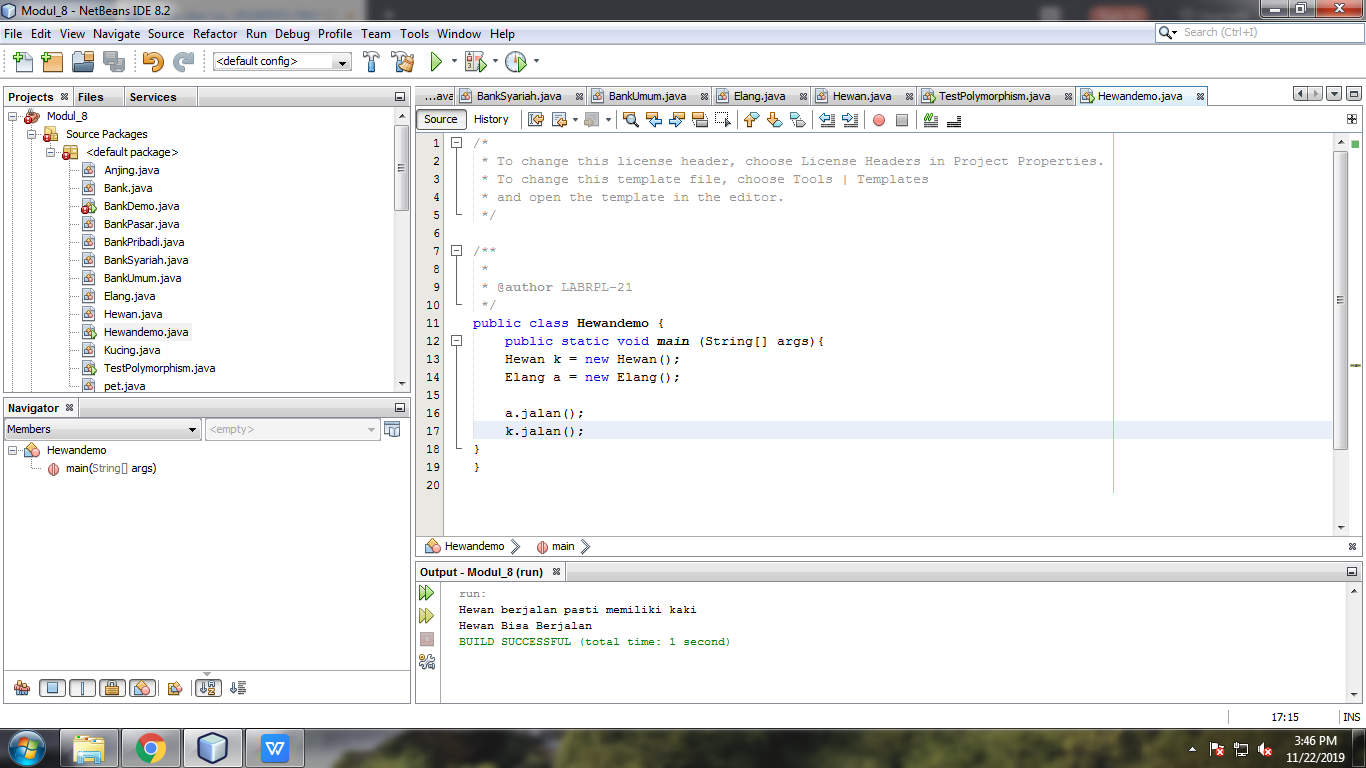 Modul_8 - NetBeans IDE 8.2
File Edit View Navigate Source Refactor Run Debug Profile Team Tools Window Help
Search (Ctrl+I)
<default config>
Projects Files Services
Modul_8
Source Packages
<default package>
Anjing.java
Bank.java
BankDemo.java
BankPasar.java
BankPribadi.java
BankSyariah.java
BankUmum.java
Elang.java
Hewan.java
Hewandemo.java
Kucing.java
TestPolymorphism.java
pet.java
Navigator
Members
<empty>
Hewandemo
main(String[] args)
...ava BankSyariah.java BankUmum.java Elang.java Hewan.java TestPolymorphism.java Hewandemo.java
Source History
1 /*
2 * To change this license header, choose License Headers in Project Properties.
3 * To change this template file, choose Tools | Templates
4 * and open the template in the editor.
5 */
6
7 /**
8 *
9 * @author LABRPL-21
10 */
11 public class Hewandemo {
12 public static void main (String[] args){
13 Hewan k = new Hewan();
14 Elang a = new Elang();
15
16 a.jalan();
17 k.jalan();
18 }
19 }
20
Hewandemo main
Output - Modul_8 (run)
run:
Hewan berjalan pasti memiliki kaki
Hewan Bisa Berjalan
BUILD SUCCESSFUL (total time: 1 second)
17:15 INS
3:46 PM
11/22/2019